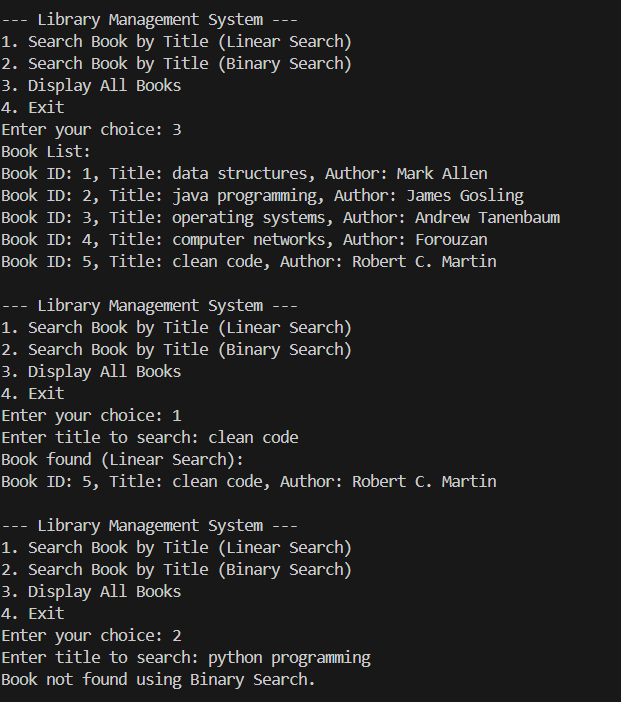 --- Library Management System ---
1. Search Book by Title (Linear Search)
2. Search Book by Title (Binary Search)
3. Display All Books
4. Exit
Enter your choice: 3
Book List:
Book ID: 1, Title: data structures, Author: Mark Allen
Book ID: 2, Title: java programming, Author: James Gosling
Book ID: 3, Title: operating systems, Author: Andrew Tanenbaum
Book ID: 4, Title: computer networks, Author: Forouzan
Book ID: 5, Title: clean code, Author: Robert C. Martin

--- Library Management System ---
1. Search Book by Title (Linear Search)
2. Search Book by Title (Binary Search)
3. Display All Books
4. Exit
Enter your choice: 1
Enter title to search: clean code
Book found (Linear Search):
Book ID: 5, Title: clean code, Author: Robert C. Martin

--- Library Management System ---
1. Search Book by Title (Linear Search)
2. Search Book by Title (Binary Search)
3. Display All Books
4. Exit
Enter your choice: 2
Enter title to search: python programming
Book not found using Binary Search.